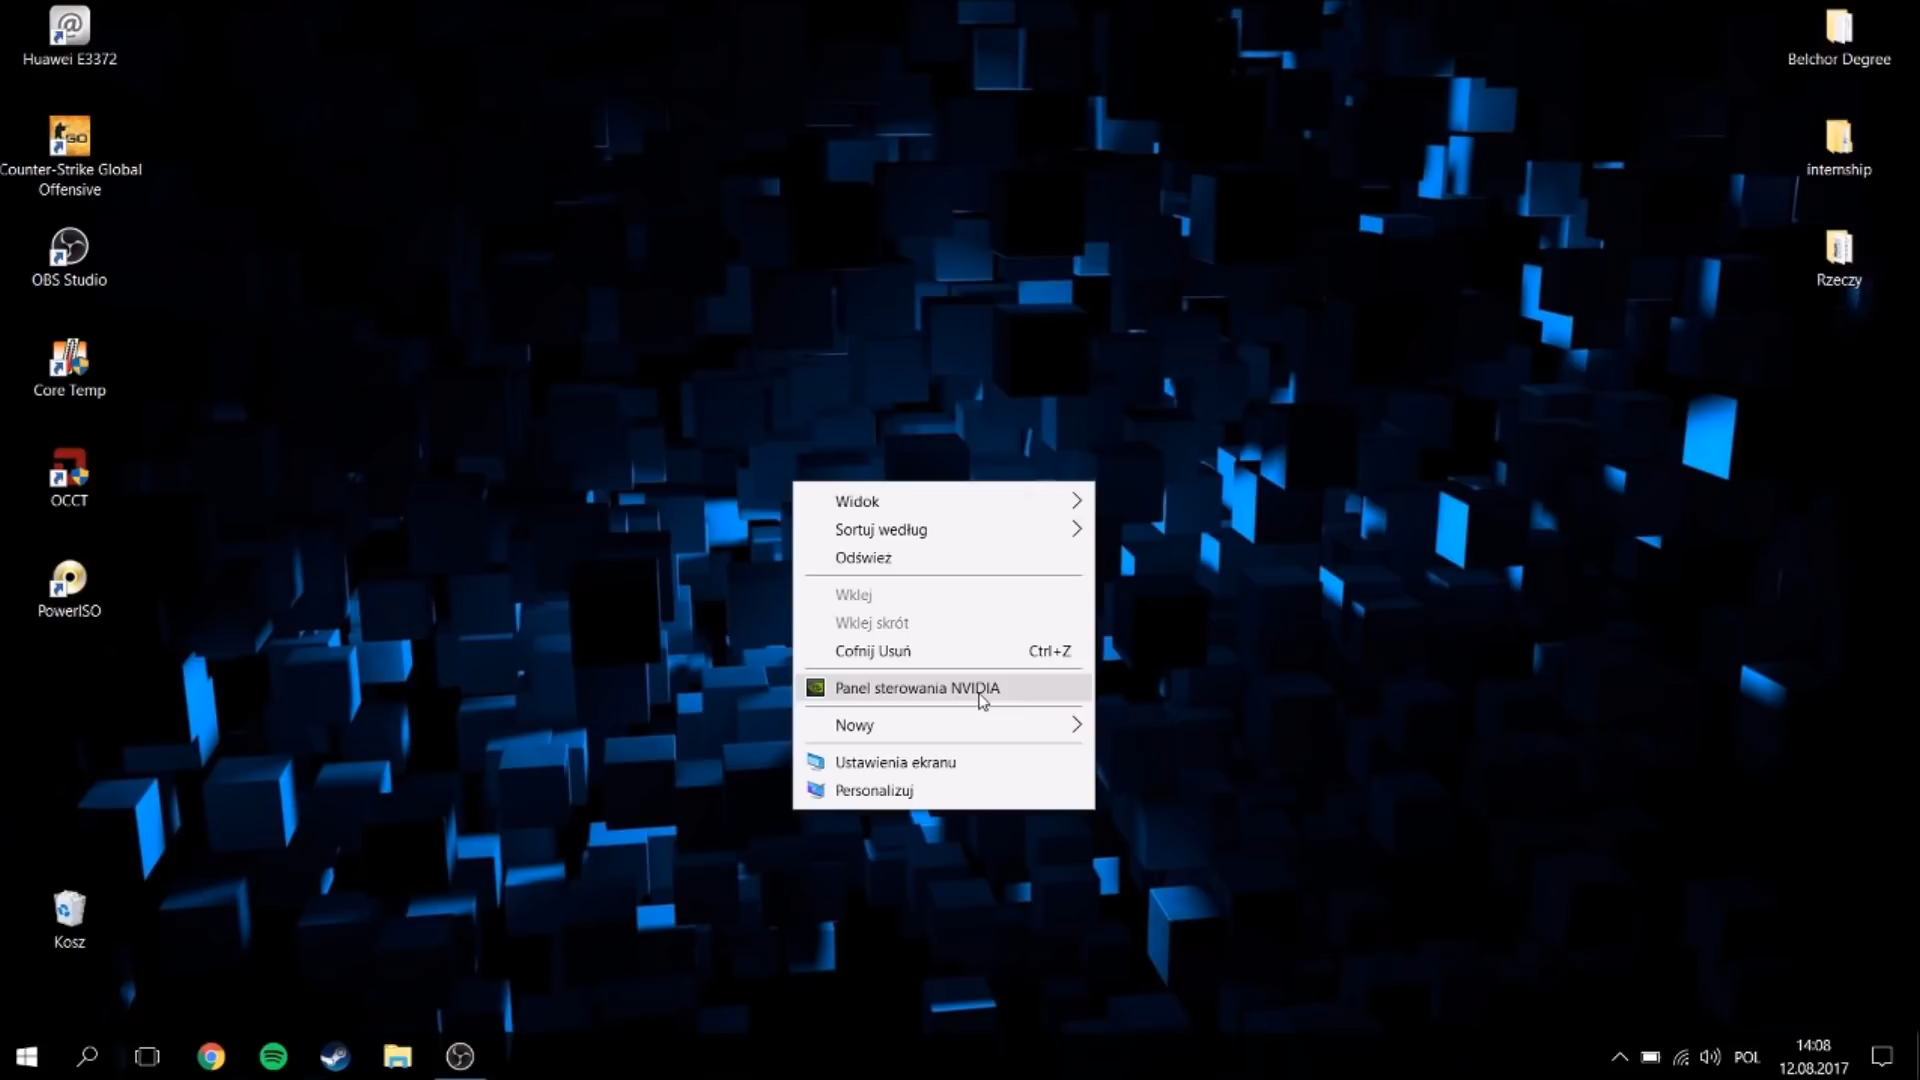 Huawei E3372
Counter-Strike Global
Offensive
OBS Studio
Core Temp
OCCT
PowerISO
Kosz
Belchor Degree
internship
Rzeczy
Widok
Sortuj według
Odśwież
Wklej
Wklej skrót
Cofnij Usuń Ctrl+Z
Panel sterowania NVIDIA
Nowy
Ustawienia ekranu
Personalizuj
POL
14:08
12.08.2017